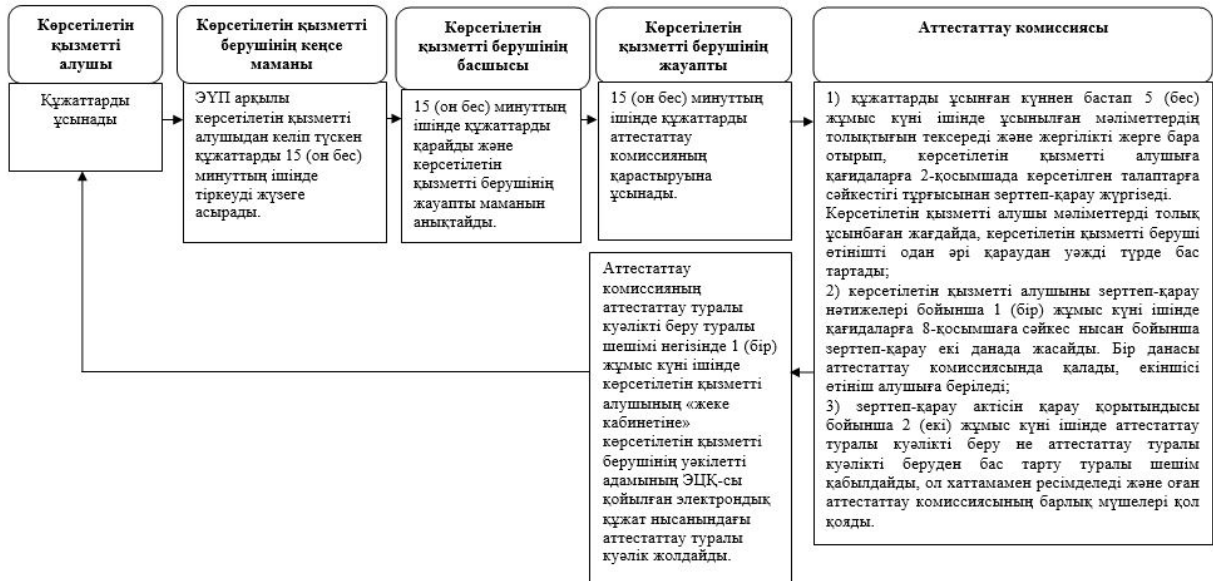 Көрсетілетін
қызметті
алушы
Көрсетілетін қызметті
берушінің кеңсе
маманы
Көрсетілетін
қызметті берушінің
басшысы
Көрсетілетін
қызметті берушінің
жауапты
Аттестаттау комиссиясы
Құжаттарды
ұсынады
ЭҮП арқылы
көрсетілетін қызметті
алушыдан келіп түскен
құжаттарды 15 (он бес)
минуттың ішінде
тіркеуді жүзеге
асырады.
15 (он бес) минуттың
ішінде құжаттарды
қарайды және
көрсетілетін
қызметті берушінің
жауапты маманын
анықтайды.
15 (он бес) минуттың
ішінде құжаттарды
аттестаттау
комиссияның
қарастыруына
ұсынады.
1) құжаттарды ұсынған күннен бастап 5 (бес)
жұмыс күні ішінде ұсынылған мәліметтердің
толықтығын тексереді және жергілікті жерге бара
отырып, көрсетілетін қызметті алушыға
қағидаларға 2-қосымшада көрсетілген талаптарға
сәйкестігі тұрғысынан зерттеп-қарау жүргізеді.
Көрсетілетін қызметті алушы мәліметтерді толық
ұсынбаған жағдайда, көрсетілетін қызметті беруші
өтінішті одан әрі қараудан уәжді түрде бас
тартады;
2) көрсетілетін қызметті алушыны зерттеп-қарау
нәтижелері бойынша 1 (бір) жұмыс күні ішінде
қағидаларға 8-қосымшаға сәйкес нысан бойынша
зерттеп-қарау екі данада жасайды. Бір данасы
аттестаттау комиссиясында қалады, екіншісі
өтініш алушыға беріледі;
3) зерттеп-қарау актісін қарау қорытындысы
бойынша 2 (екі) жұмыс күні ішінде аттестаттау
туралы куәлікті беру не аттестаттау туралы
куәлікті беруден бас тарту туралы шешім
қабылдайды, ол хаттамамен ресімделеді және оған
аттестаттау комиссиясының барлық мүшелері қол
қояды.
Аттестаттау
комиссияның
аттестаттау туралы
куәлікті беру туралы
шешімі негізінде 1 (бір)
жұмыс күні ішінде
көрсетілетін қызметті
алушының «жеке
кабинетіне»
көрсетілетін қызметті
берушінің уәкілетті
адамының ЭЦҚ-сы
қойылған электрондық
құжат нысанындағы
аттестаттау туралы
куәлік жолдайды.